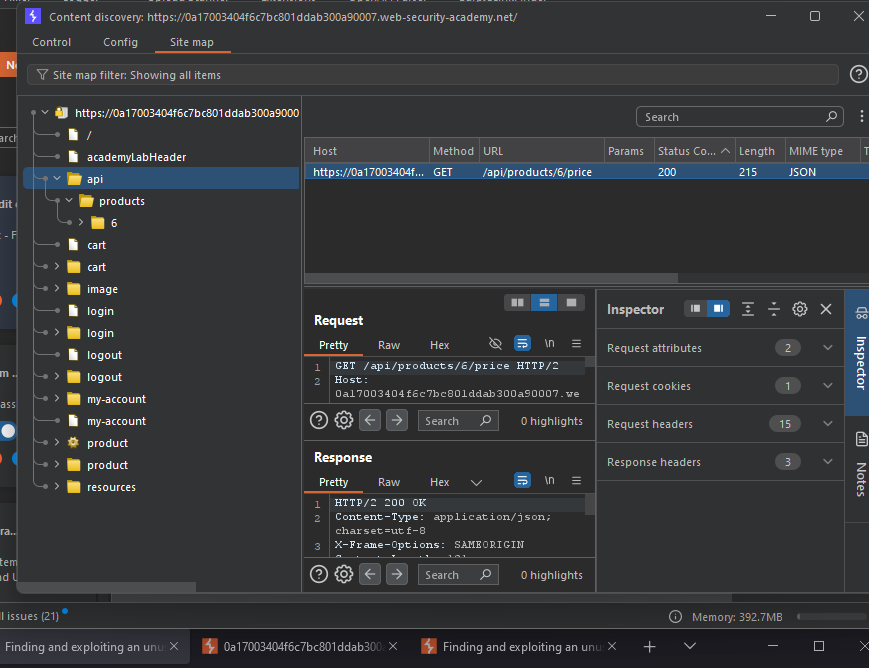 Content discovery: https://0a17003404f6c7bc801ddab300a90007.web-security-academy.net/
Control Config Site map
Site map filter: Showing all items
https://0a17003404f6c7bc801ddab300a9000
/
academyLabHeader
api
products
6
cart
cart
image
login
login
logout
logout
my-account
my-account
product
product
resources
Search
Host Method URL Params Status Co... Length MIME type
https://0a17003404f... GET /api/products/6/price 200 215 JSON
Request
Pretty Raw Hex \n
1 GET /api/products/6/price HTTP/2
2 Host:
0a17003404f6c7bc801ddab300a90007.we
Search 0 highlights
Response
Pretty Raw Hex \n
1 HTTP/2 200 OK
2 Content-Type: application/json;
charset=utf-8
3 X-Frame-Options: SAMEORIGIN
Search 0 highlights
Inspector
Request attributes 2
Request cookies 1
Request headers 15
Response headers 3
Inspector
Notes
issues (21)
Memory: 392.7MB
Finding and exploiting an unu
0a17003404f6c7bc801ddab300
Finding and exploiting an unu